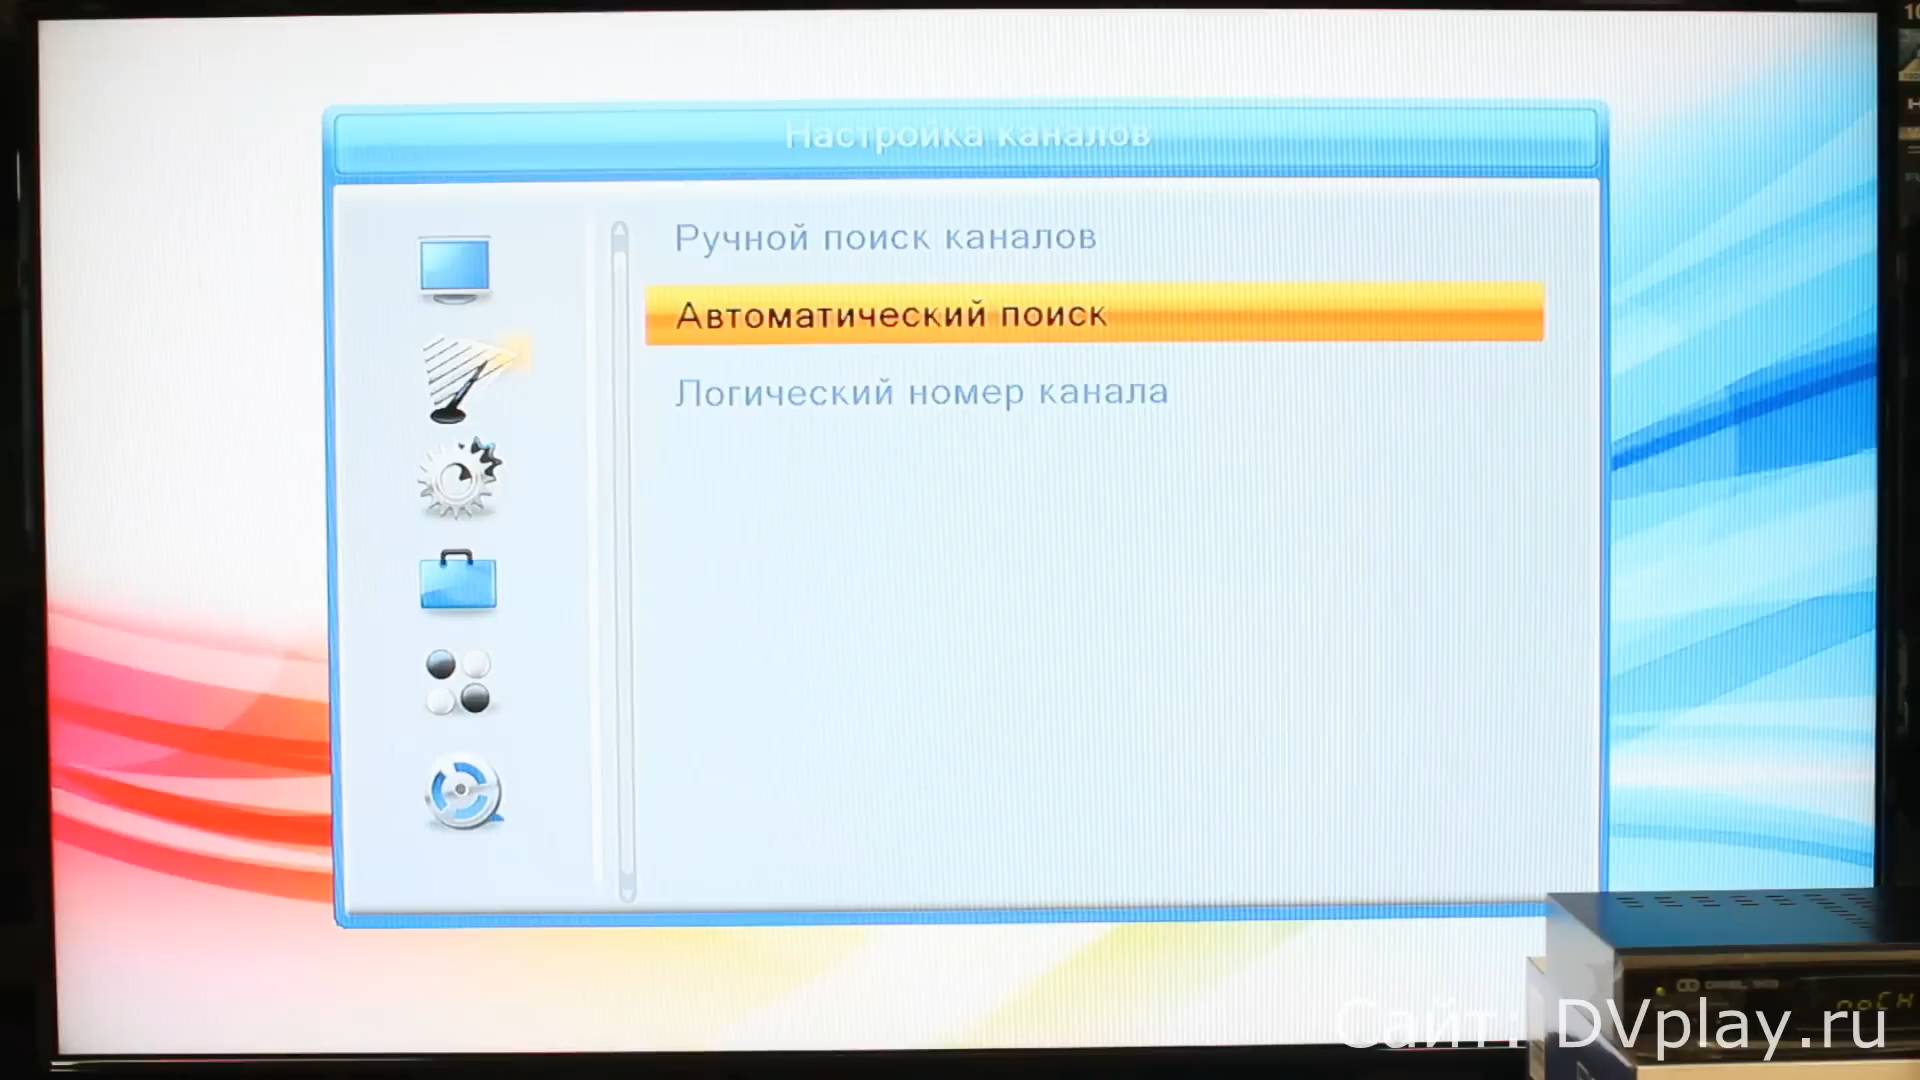 Настройка каналов
Ручной поиск каналов
Автоматический поиск
Логический номер канала
Сайт: DVplay.ru